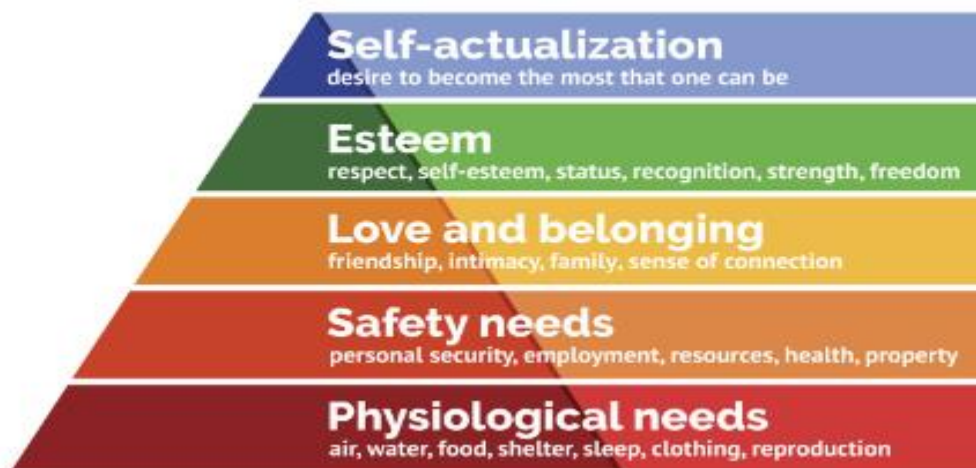 Self-actualization
desire to become the most that one can be
Esteem
respect, self-esteem, status, recognition, strength, freedom
Love and belonging
friendship, intimacy, family, sense of connection
Safety needs
personal security, employment, resources, health, property
Physiological needs
air, water, food, shelter, sleep, clothing, reproduction